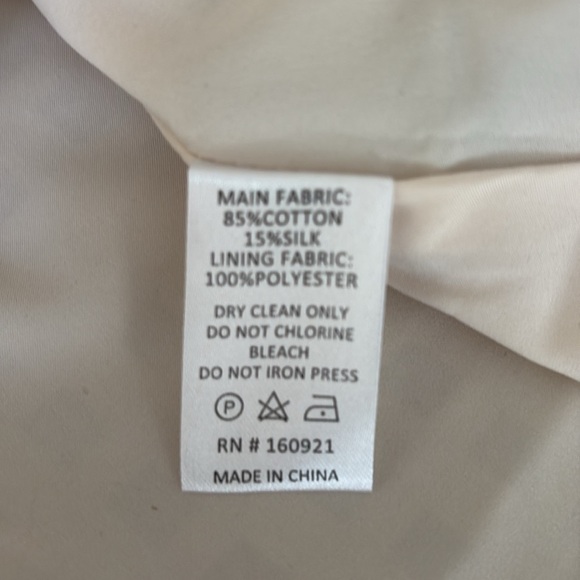 MAIN FABRIC:
85%COTTON
15%SILK
LINING FABRIC:
100%POLYESTER
DRY CLEAN ONLY
DO NOT CHLORINE
BLEACH
DO NOT IRON PRESS
P
RN # 160921
MADE IN CHINA